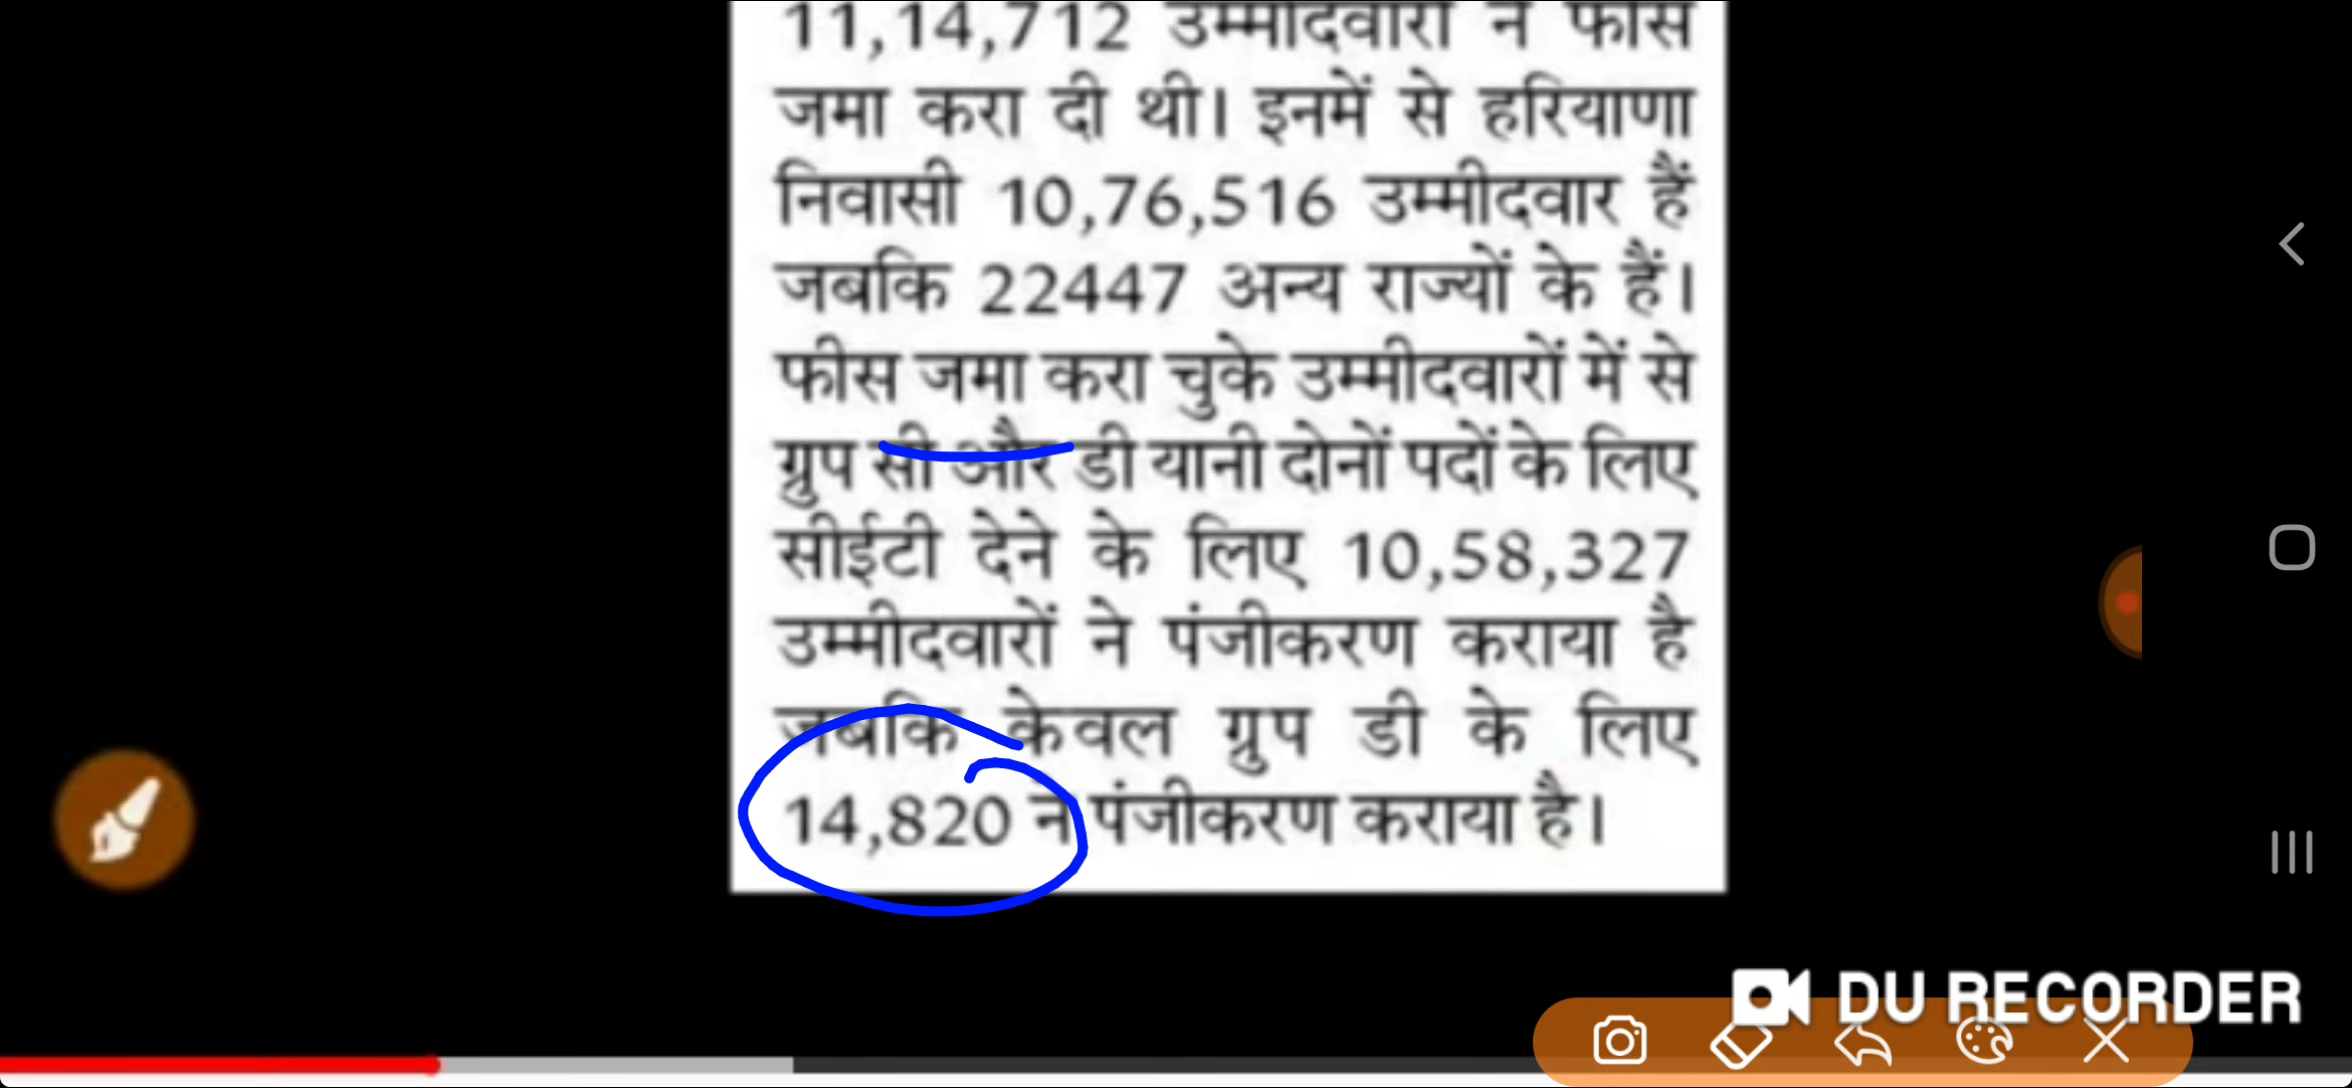 11,14,712 उम्मीदवारों ने फीस
जमा करा दी थी। इनमें से हरियाणा
निवासी 10,76,516 उम्मीदवार हैं
जबकि 22447 अन्य राज्यों के हैं।
फीस जमा करा चुके उम्मीदवारों में से
ग्रुप सी और डी यानी दोनों पदों के लिए
सीईटी देने के लिए 10,58,327
उम्मीदवारों ने पंजीकरण कराया है
जबकि केवल ग्रुप डी के लिए
14,820 ने पंजीकरण कराया है।
DU RECORDER